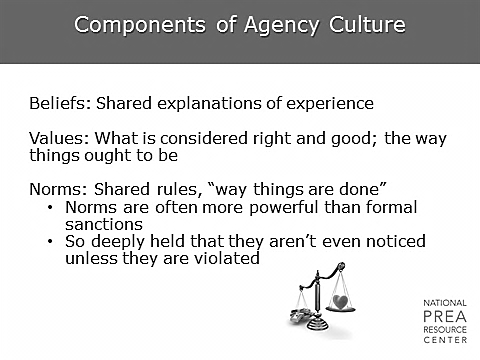 Components of Agency Culture
Beliefs: Shared explanations of experience
Values: What is considered right and good; the way
things ought to be
Norms: Shared rules, “way things are done”
• Norms are often more powerful than formal
sanctions
• So deeply held that they aren’t even noticed
unless they are violated
NATIONAL
PREA
RESOURCE
CENTER